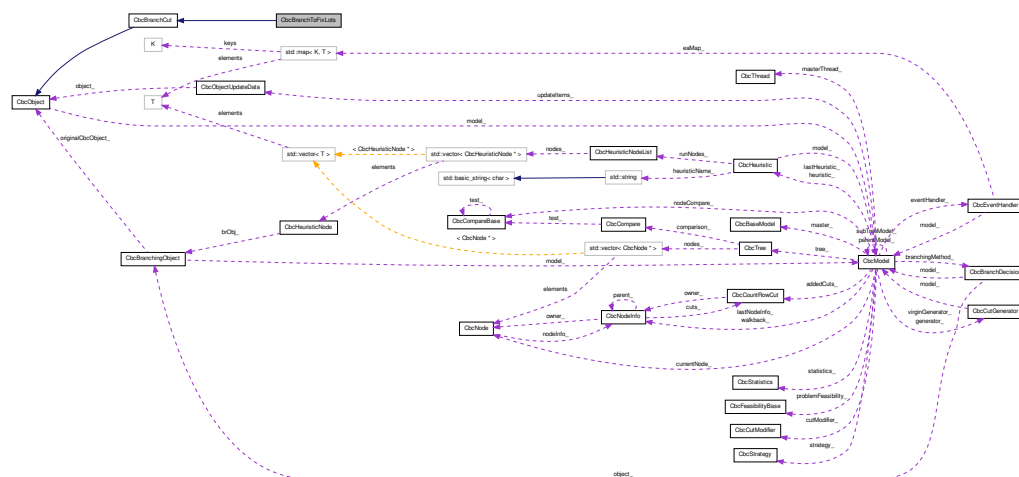 CbcBranchCut
CbcBranchToFixLots
K
keys
std::map< K, T >
eaMap_
elements
masterThread_
CbcThread
object_
CbcObjectUpdateData
updateItems_
CbcObject
T
elements
model_
originalCbcObject_
std::vector< T >
< CbcHeuristicNode * >
std::vector< CbcHeuristicNode * >
nodes_
CbcHeuristicNodeList
runNodes_
CbcHeuristic
model_
elements
lastHeuristic_
heuristic_
std::basic_string< char >
std::string
heuristicName_
eventHandler_
CbcEventHandler
test_
nodeCompare_
CbcHeuristicNode
CbcCompareBase
test_
CbcCompare
comparison_
CbcBaseModel
master_
subTreeModel_
parentModel_
model_
brObj_
< CbcNode * >
std::vector< CbcNode * >
nodes_
CbcTree
tree_
CbcBranchingObject
model_
CbcModel
branchingMethod_
model_
CbcBranchDecision
elements
parent_
owner_
cuts_
CbcCountRowCut
addedCuts_
model_
CbcNode
owner_
nodeInfo_
CbcNodeInfo
lastNodeInfo_
walkback_
virginGenerator_
generator_
CbcCutGenerator
currentNode_
CbcStatistics
statistics_
CbcFeasibilityBase
problemFeasibility_
CbcCutModifier
cutModifier_
CbcStrategy
strategy_
object_